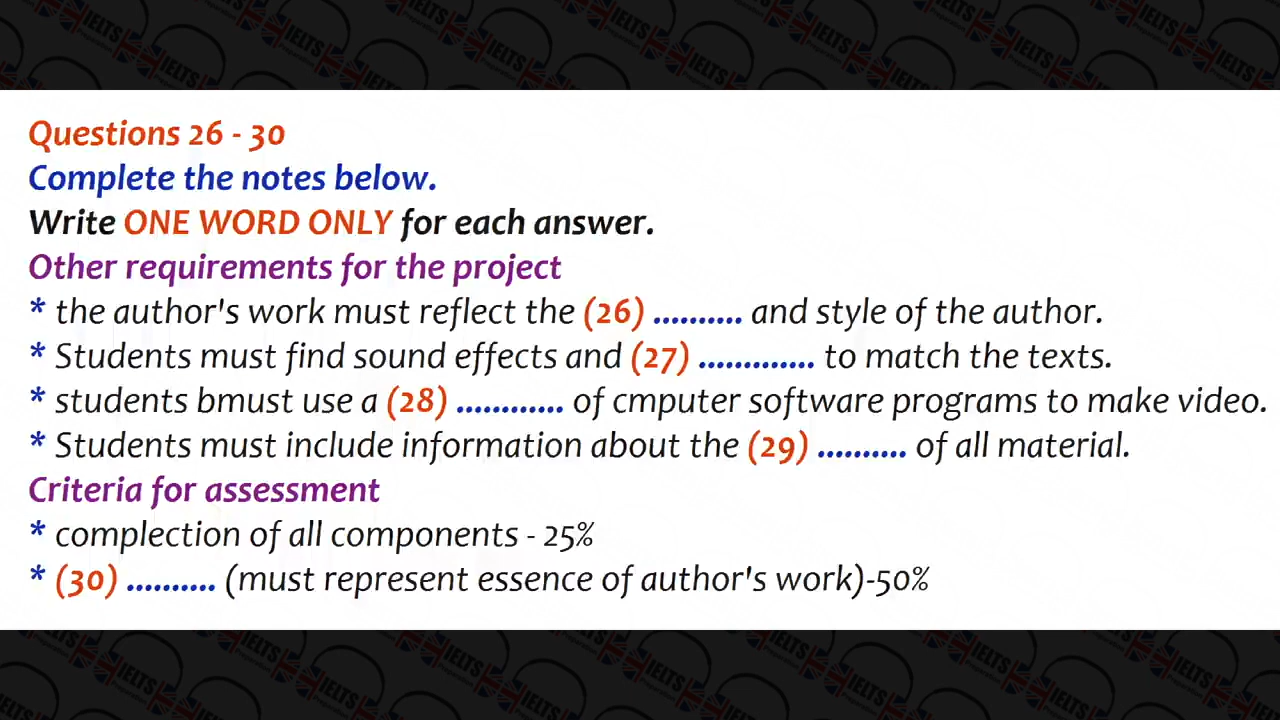 Questions 26 - 30
Complete the notes below.
Write ONE WORD ONLY for each answer.
Other requirements for the project
* the author's work must reflect the (26) .......... and style of the author.
* Students must find sound effects and (27) ............. to match the texts.
* students bmust use a (28) ............ of cmputer software programs to make video.
* Students must include information about the (29) .......... of all material.
Criteria for assessment
* complection of all components - 25%
* (30) .......... (must represent essence of author's work)-50%